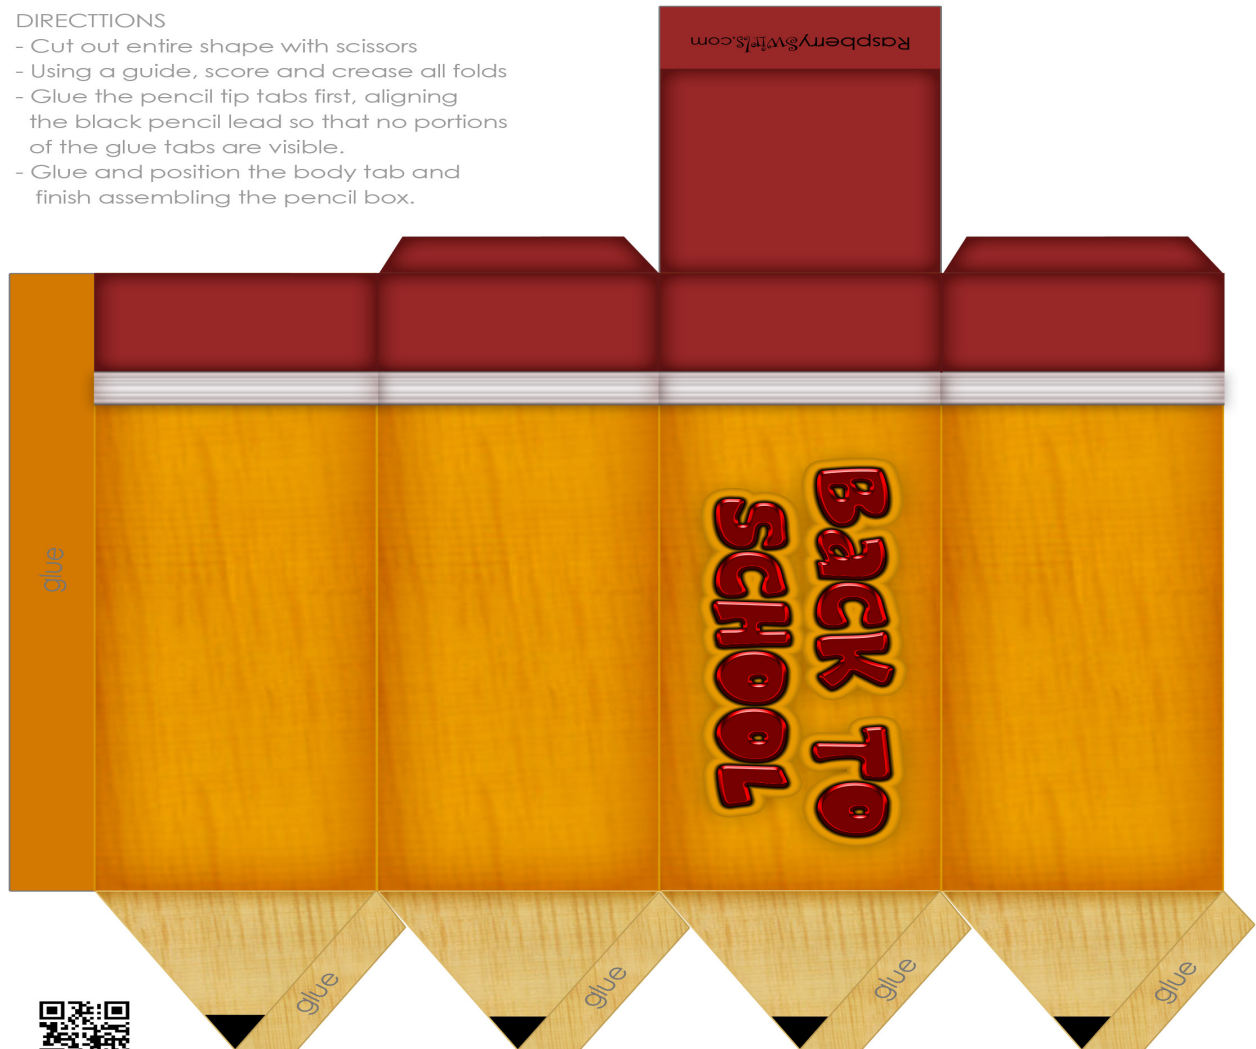 DIRECTTIONS
- Cut out entire shape with scissors
- Using a guide, score and crease all folds
- Glue the pencil tip tabs first, aligning
the black pencil lead so that no portions
of the glue tabs are visible.
- Glue and position the body tab and
finish assembling the pencil box.
RaspberrySwirls.com
glue
Back To
School
glue
glue
glue
glue